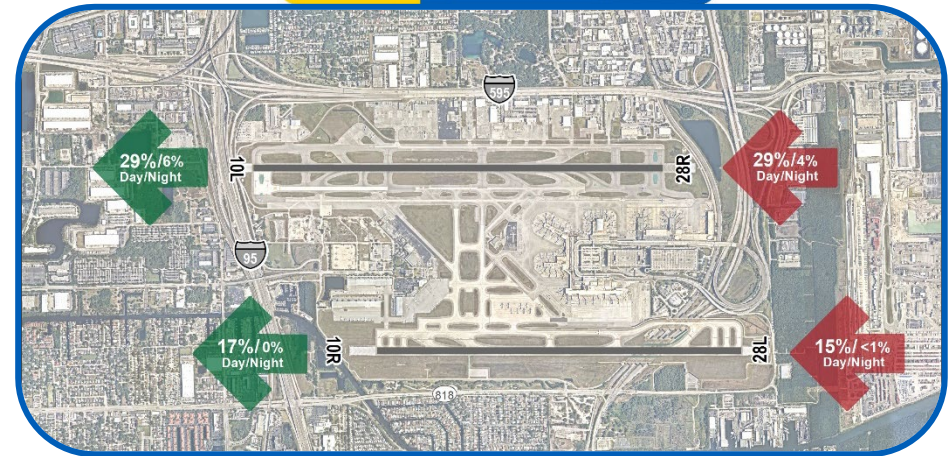 595
29%/6%
Day/Night
10L
28R
29%/4%
Day/Night
95
17%/0%
Day/Night
10R
28L
15%/<1%
Day/Night
818